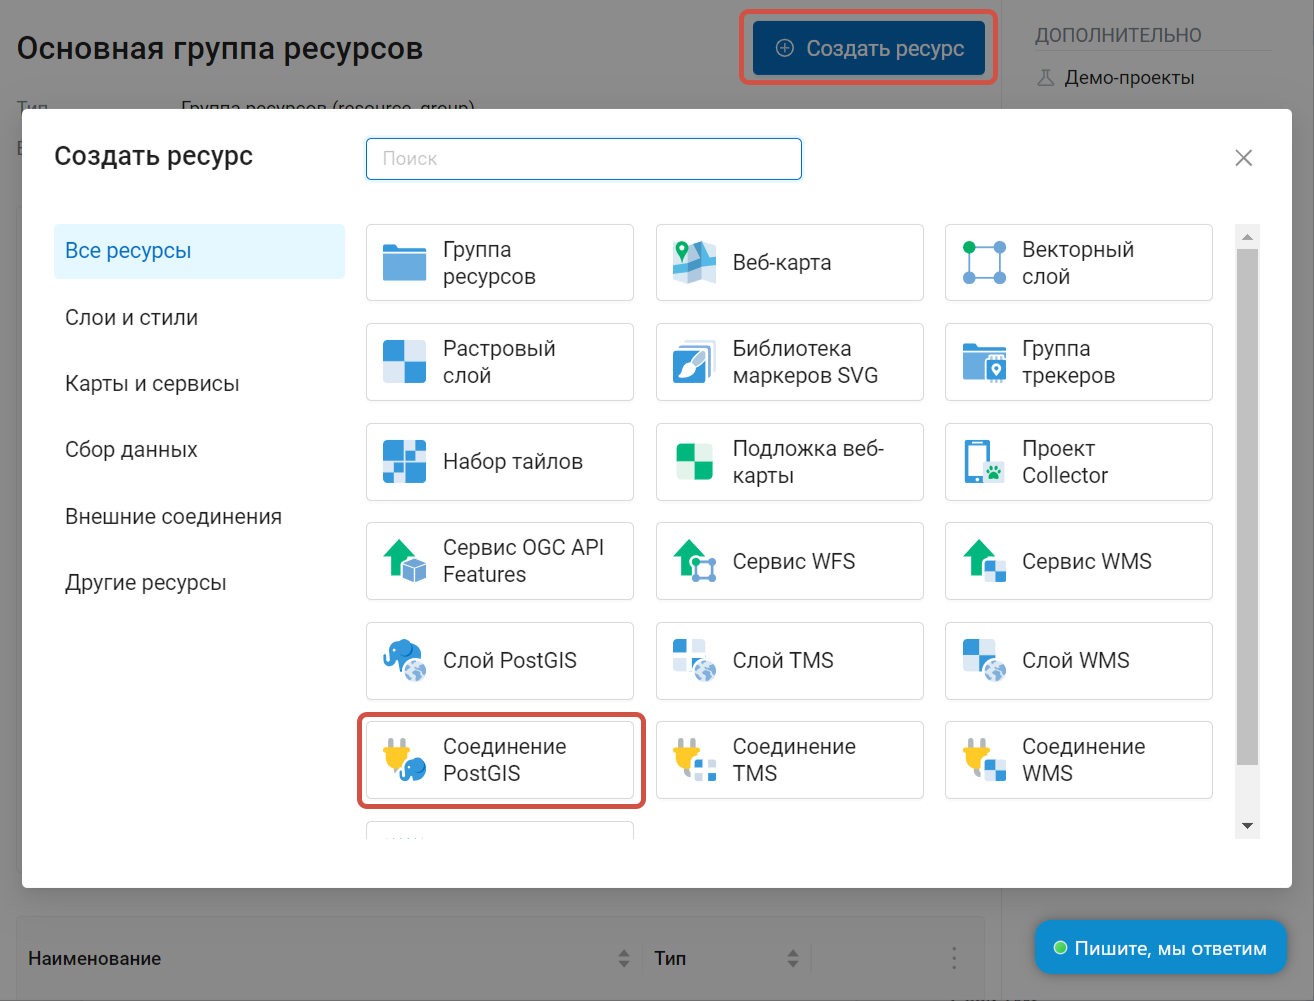 Основная группа ресурсов
Создать ресурс
ДОПОЛНИТЕЛЬНО
Демо-проекты
Тип
Группа ресурсов (resource_group)
Создать ресурс
Поиск
Все ресурсы
Слои и стили
Карты и сервисы
Сбор данных
Внешние соединения
Другие ресурсы
Группа
ресурсов
Веб-карта
Векторный
слой
Растровый
слой
Библиотека
маркеров SVG
Группа
трекеров
Набор тайлов
Подложка веб-
карты
Проект
Collector
Сервис OGC API
Features
Сервис WFS
Сервис WMS
Слой PostGIS
Слой TMS
Слой WMS
Соединение
PostGIS
Соединение
TMS
Соединение
WMS
Наименование
Тип
Пишите, мы ответим